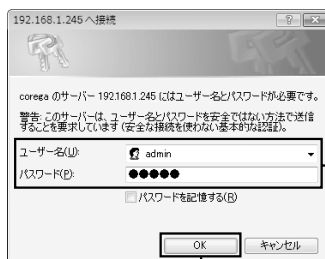 192.168.1.245 へ接続
corega のサーバー 192.168.1.245 にはユーザー名とパスワードが必要です。
警告: このサーバーは、ユーザー名とパスワードを安全ではない方法で送信
することを要求しています (安全な接続を使わない基本的な認証)。
ユーザー名(U): admin
パスワード(P): ●●●●●
パスワードを記憶する(R)
OK キャンセル